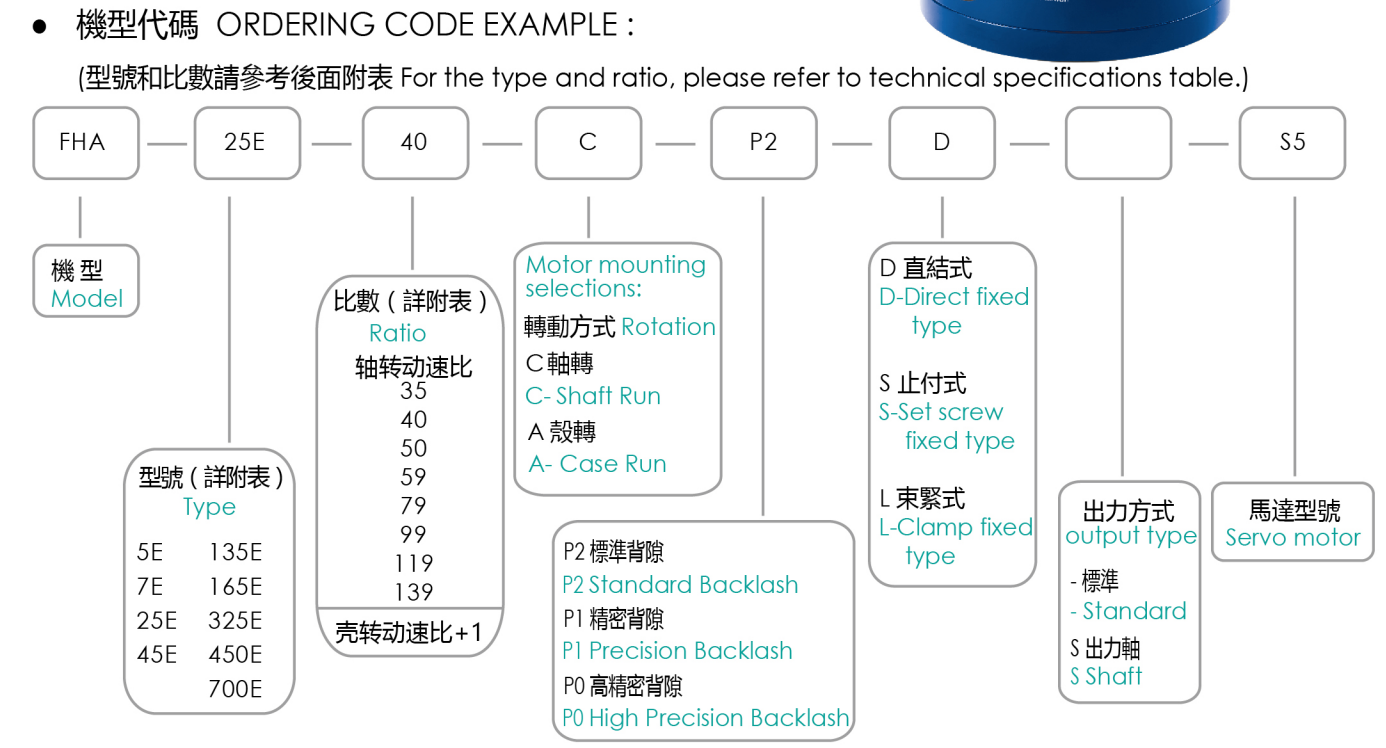 ● 機型代碼 ORDERING CODE EXAMPLE :
(型號和比數請參考後面附表 For the type and ratio, please refer to technical specifications table.)
FHA — 25E — 40 — C — P2 — D — — S5
機型
Model
型號 ( 詳附表 )
Type
5E 135E
7E 165E
25E 325E
45E 450E
700E
比數 ( 詳附表 )
Ratio
轴转动速比
35
40
50
59
79
99
119
139
壳转动速比+1
Motor mounting
selections:
轉動方式 Rotation
C 軸轉
C- Shaft Run
A 殼轉
A- Case Run
P2 標準背隙
P2 Standard Backlash
P1 精密背隙
P1 Precision Backlash
P0 高精密背隙
P0 High Precision Backlash
D 直結式
D-Direct fixed
type
S 止付式
S-Set screw
fixed type
L 束緊式
L-Clamp fixed
type
出力方式
output type
- 標準
- Standard
S 出力軸
S Shaft
馬達型號
Servo motor